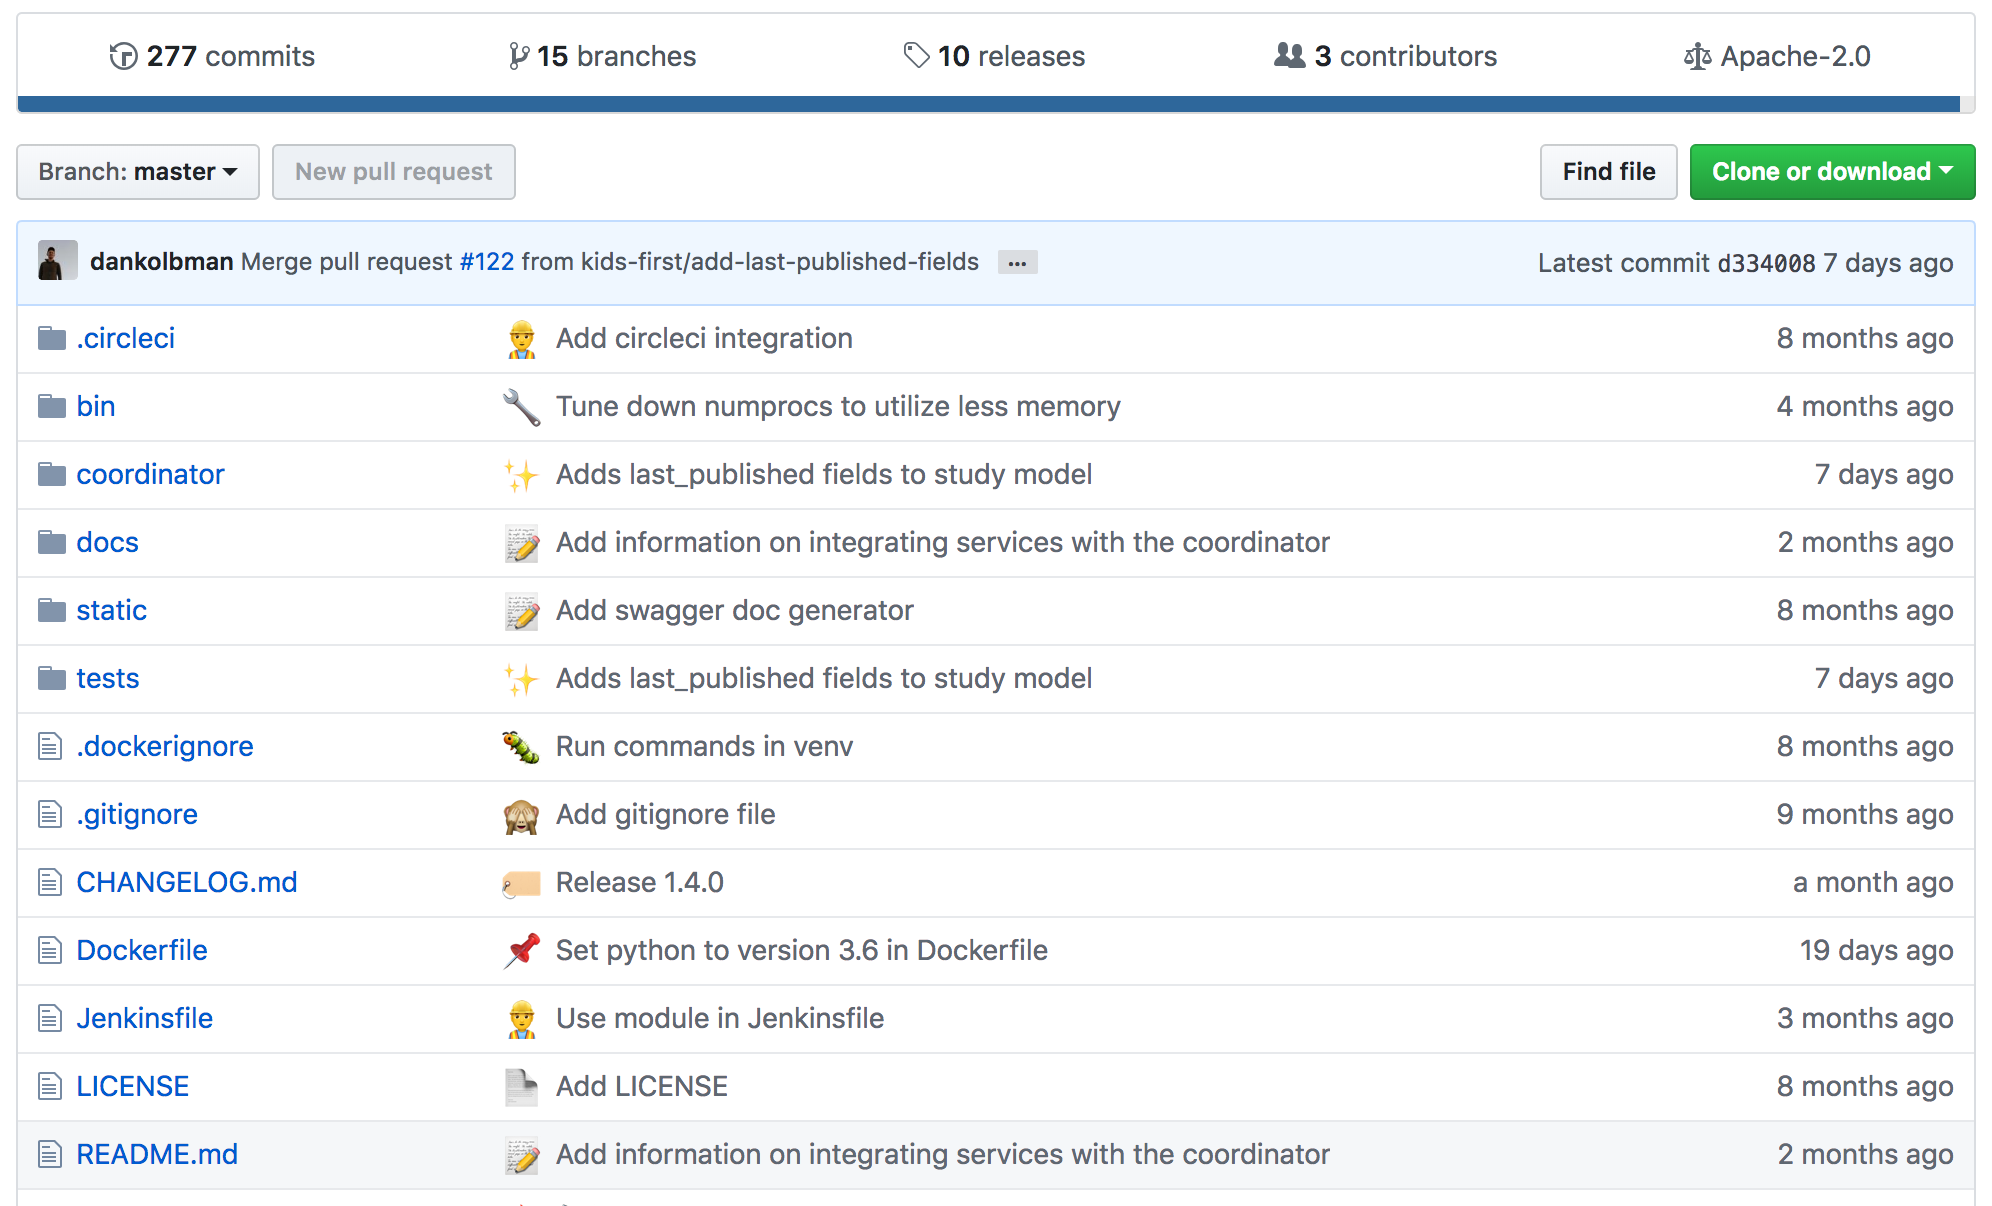 277 commits 15 branches 10 releases 3 contributors Apache-2.0
Branch: master New pull request Find file Clone or download
dankolbman Merge pull request #122 from kids-first/add-last-published-fields … Latest commit d334008 7 days ago
.circleci Add circleci integration 8 months ago
bin Tune down numprocs to utilize less memory 4 months ago
coordinator Adds last_published fields to study model 7 days ago
docs Add information on integrating services with the coordinator 2 months ago
static Add swagger doc generator 8 months ago
tests Adds last_published fields to study model 7 days ago
.dockerignore Run commands in venv 8 months ago
.gitignore Add gitignore file 9 months ago
CHANGELOG.md Release 1.4.0 a month ago
Dockerfile Set python to version 3.6 in Dockerfile 19 days ago
Jenkinsfile Use module in Jenkinsfile 3 months ago
LICENSE Add LICENSE 8 months ago
README.md Add information on integrating services with the coordinator 2 months ago